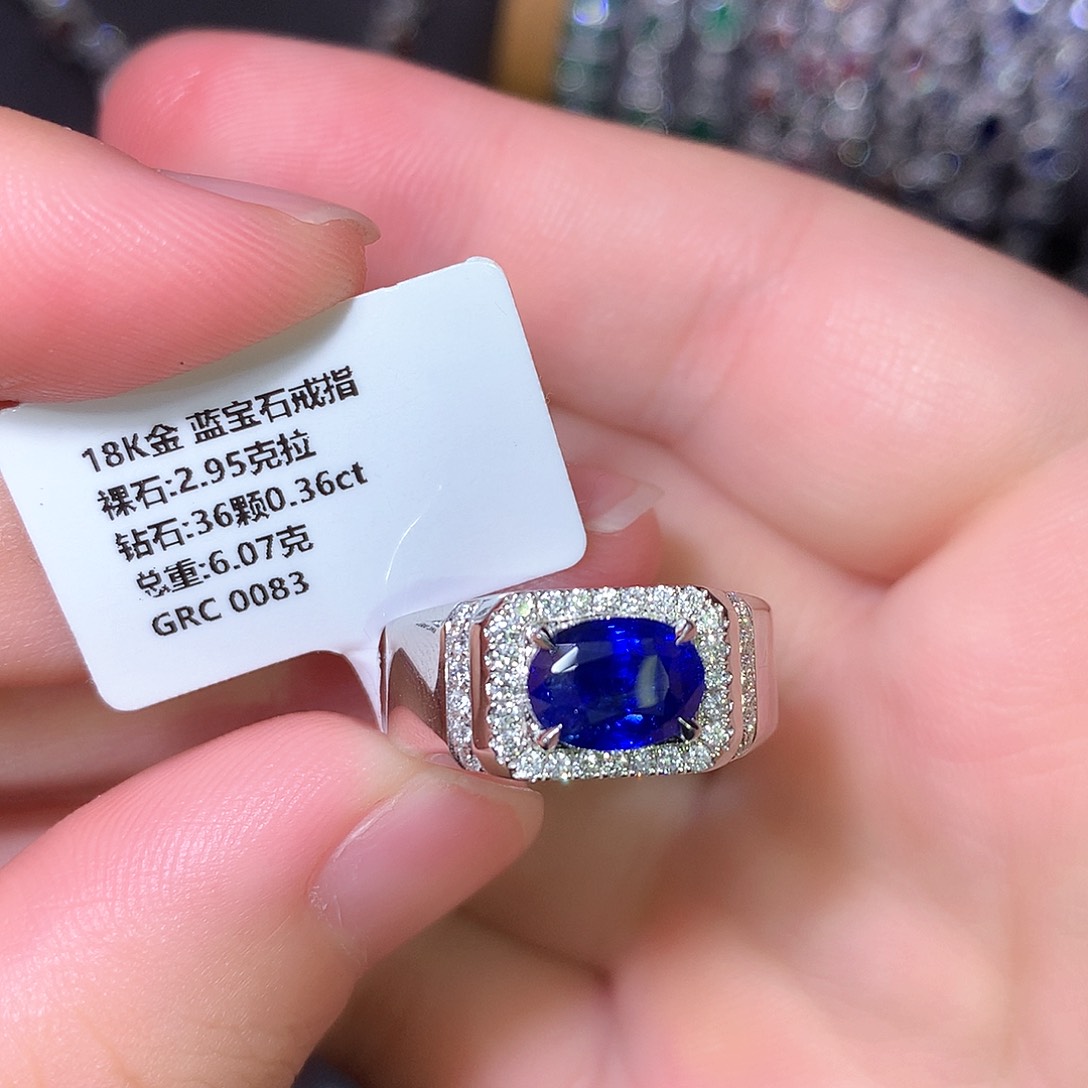 18K金 蓝宝石戒指
裸石:2.95克拉
钻石:36颗0.36ct
总重:6.07克
GRC 0083